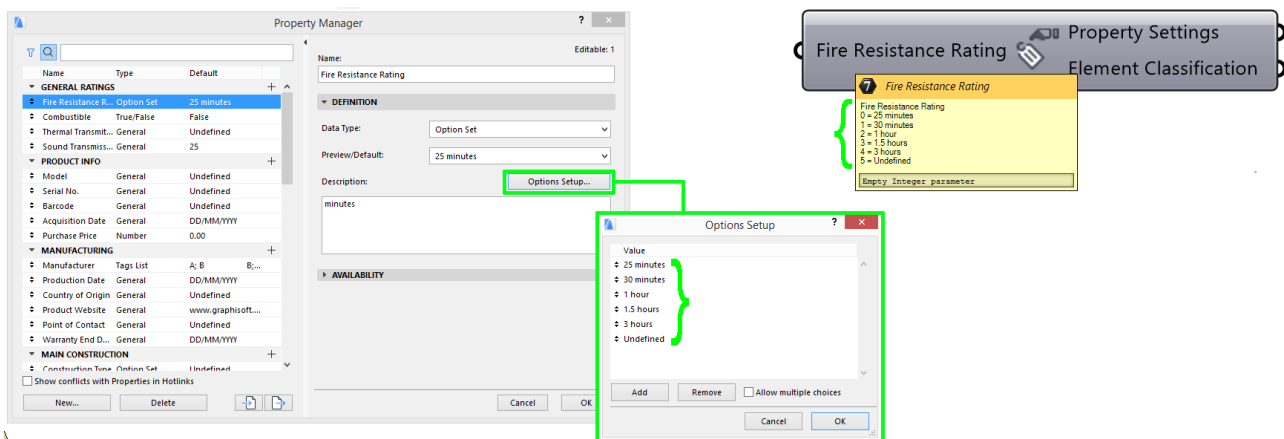 Property Manager
?
Editable: 1
Name Type Default
GENERAL RATINGS
Fire Resistance R... Option Set 25 minutes
Combustible True/False False
Thermal Transmit... General Undefined
Sound Transmiss... General 25
PRODUCT INFO
Model General Undefined
Serial No. General Undefined
Barcode General Undefined
Acquisition Date General DD/MM/YYYY
Purchase Price Number 0.00
MANUFACTURING
Manufacturer Tags List A; B B;...
Production Date General DD/MM/YYYY
Country of Origin General Undefined
Product Website General www.graphisoft....
Point of Contact General Undefined
Warranty End D... General DD/MM/YYYY
MAIN CONSTRUCTION
Construction Type Option Set Undefined
Show conflicts with Properties in Hotlinks
New... Delete
Name:
Fire Resistance Rating
DEFINITION
Data Type: Option Set
Preview/Default: 25 minutes
Description: Options Setup...
minutes
AVAILABILITY
Cancel OK
Options Setup
?
Value
25 minutes
30 minutes
1 hour
1.5 hours
3 hours
Undefined
Add Remove Allow multiple choices
Cancel OK
Fire Resistance Rating
Property Settings
Element Classification
7 Fire Resistance Rating
Fire Resistance Rating
0 = 25 minutes
1 = 30 minutes
2 = 1 hour
3 = 1.5 hours
4 = 3 hours
5 = Undefined
Empty Integer parameter